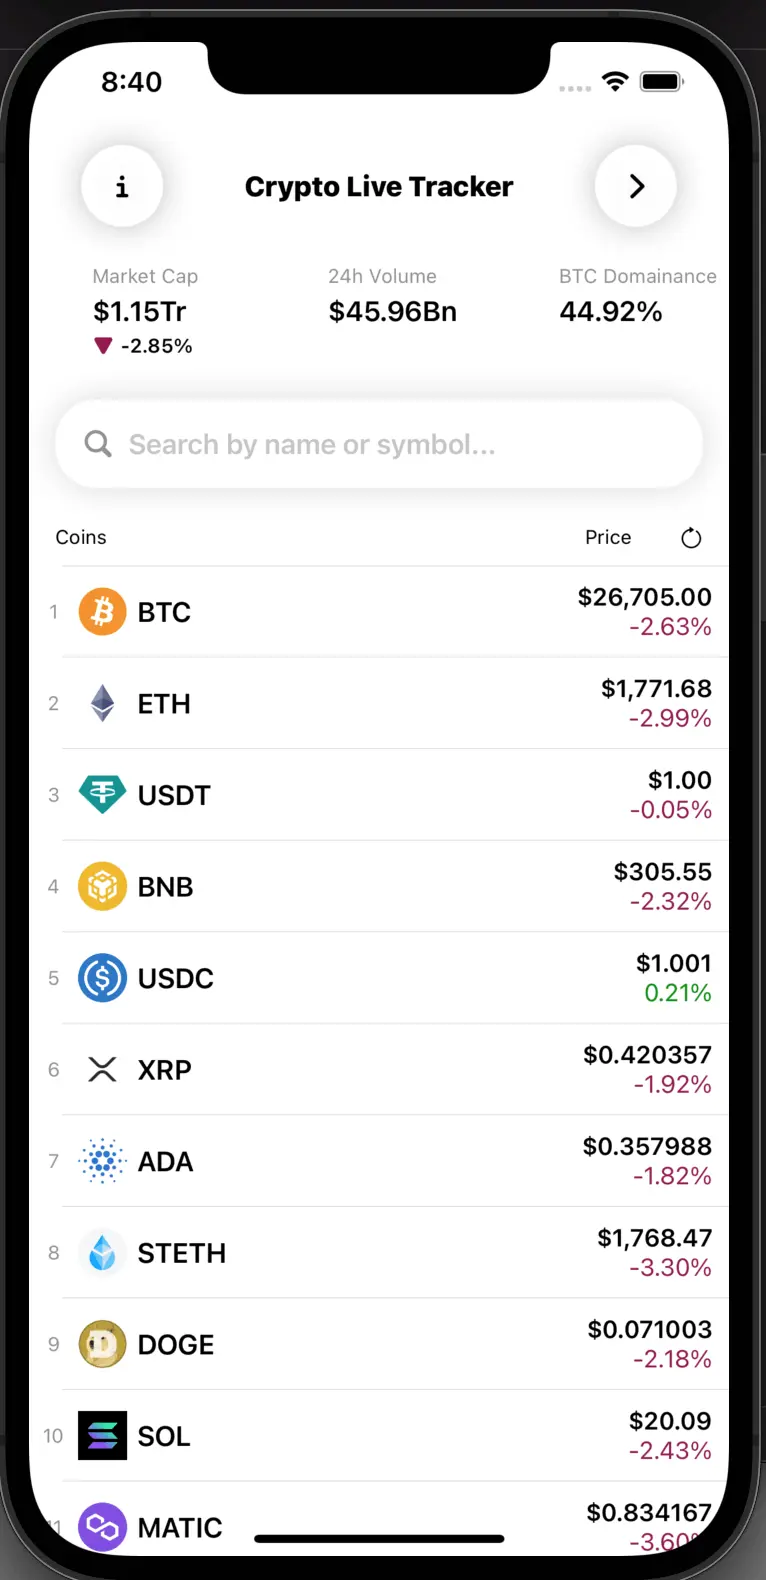 8:40
i
Crypto Live Tracker
Market Cap 24h Volume BTC Domainance
$1.15Tr $45.96Bn 44.92%
-2.85%
Search by name or symbol...
Coins Price
1 BTC $26,705.00
-2.63%
2 ETH $1,771.68
-2.99%
3 USDT $1.00
-0.05%
4 BNB $305.55
-2.32%
5 USDC $1.001
0.21%
6 XRP $0.420357
-1.92%
7 ADA $0.357988
-1.82%
8 STETH $1,768.47
-3.30%
9 DOGE $0.071003
-2.18%
10 SOL $20.09
-2.43%
11 MATIC $0.834167
-3.60%